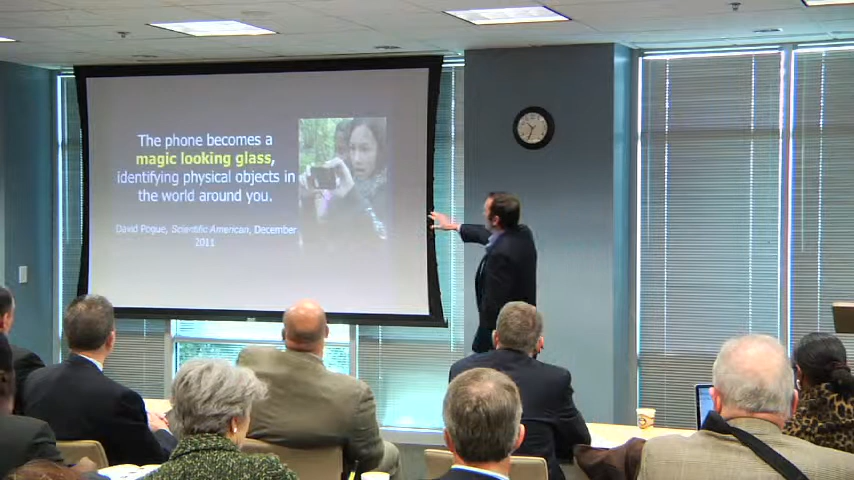 The phone becomes a
magic looking glass,
identifying physical objects in
the world around you.
David Pogue, Scientific American, December
2011